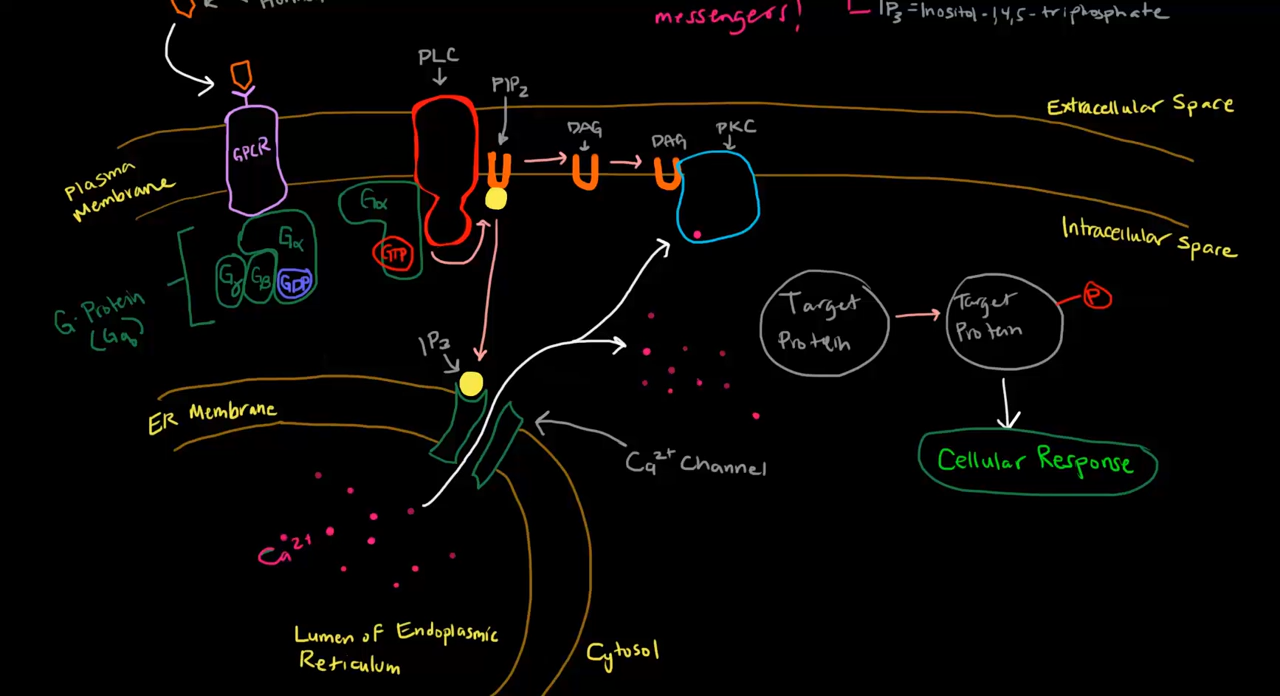 messengers!
IP3 = Inositol-1,4,5-triphosphate
PLC
PIP2
Extracellular Space
DAG
DAG
PKC
GPCR
Plasma
Membrane
Gα
Gα
GTP
Intracellular Space
Gγ
Gβ
GDP
G-Protein
(Gαq)
Target
Protein
Target
Protein
P
IP3
ER Membrane
Ca2+ Channel
Cellular Response
Ca2+
Lumen of Endoplasmic
Reticulum
Cytosol